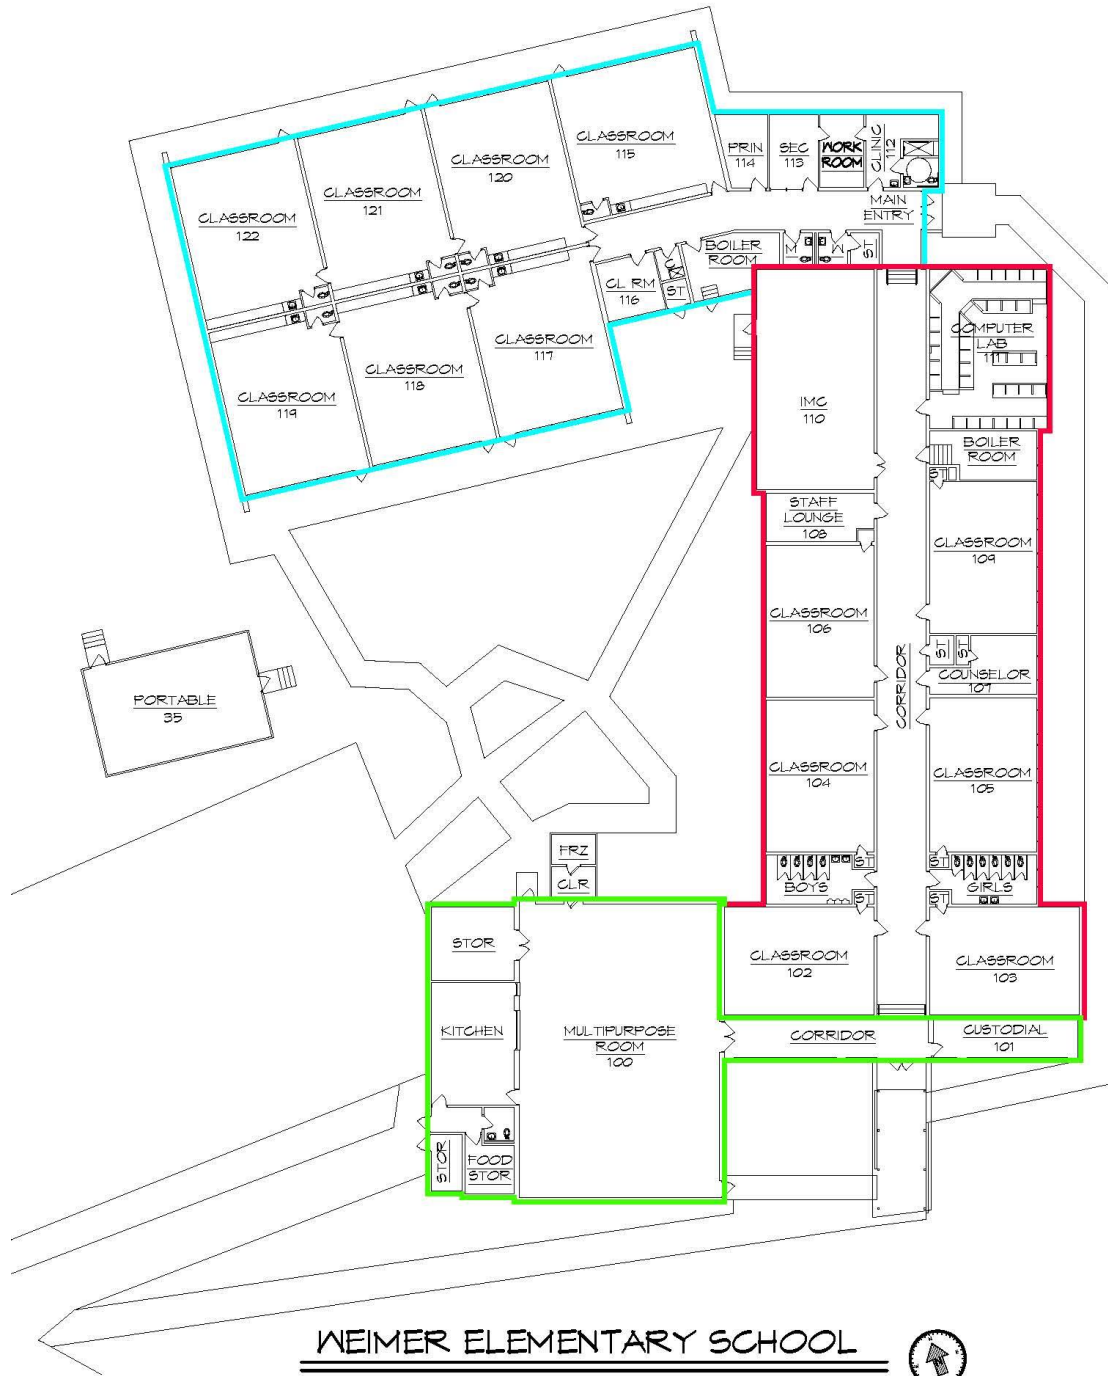 CLASSROOM
115
PRIN
114
SEC
113
WORK
ROOM
CLINIC
112
CLASSROOM
120
CLASSROOM
121
CLASSROOM
122
MAIN
ENTRY
BOILER
ROOM
M
W
ST
CL RM
116
ST
CLASSROOM
117
CLASSROOM
118
CLASSROOM
119
COMPUTER
LAB
111
IMC
110
BOILER
ROOM
ST
STAFF
LOUNGE
108
CLASSROOM
109
CLASSROOM
106
ST
ST
COUNSELOR
107
CORRIDOR
PORTABLE
35
CLASSROOM
104
CLASSROOM
105
FRZ
CLR
ST
ST
BOYS
GIRLS
ST
ST
STOR
CLASSROOM
102
CLASSROOM
103
KITCHEN
MULTIPURPOSE
ROOM
100
CORRIDOR
CUSTODIAL
101
STOR
FOOD
STOR
WEIMER ELEMENTARY SCHOOL